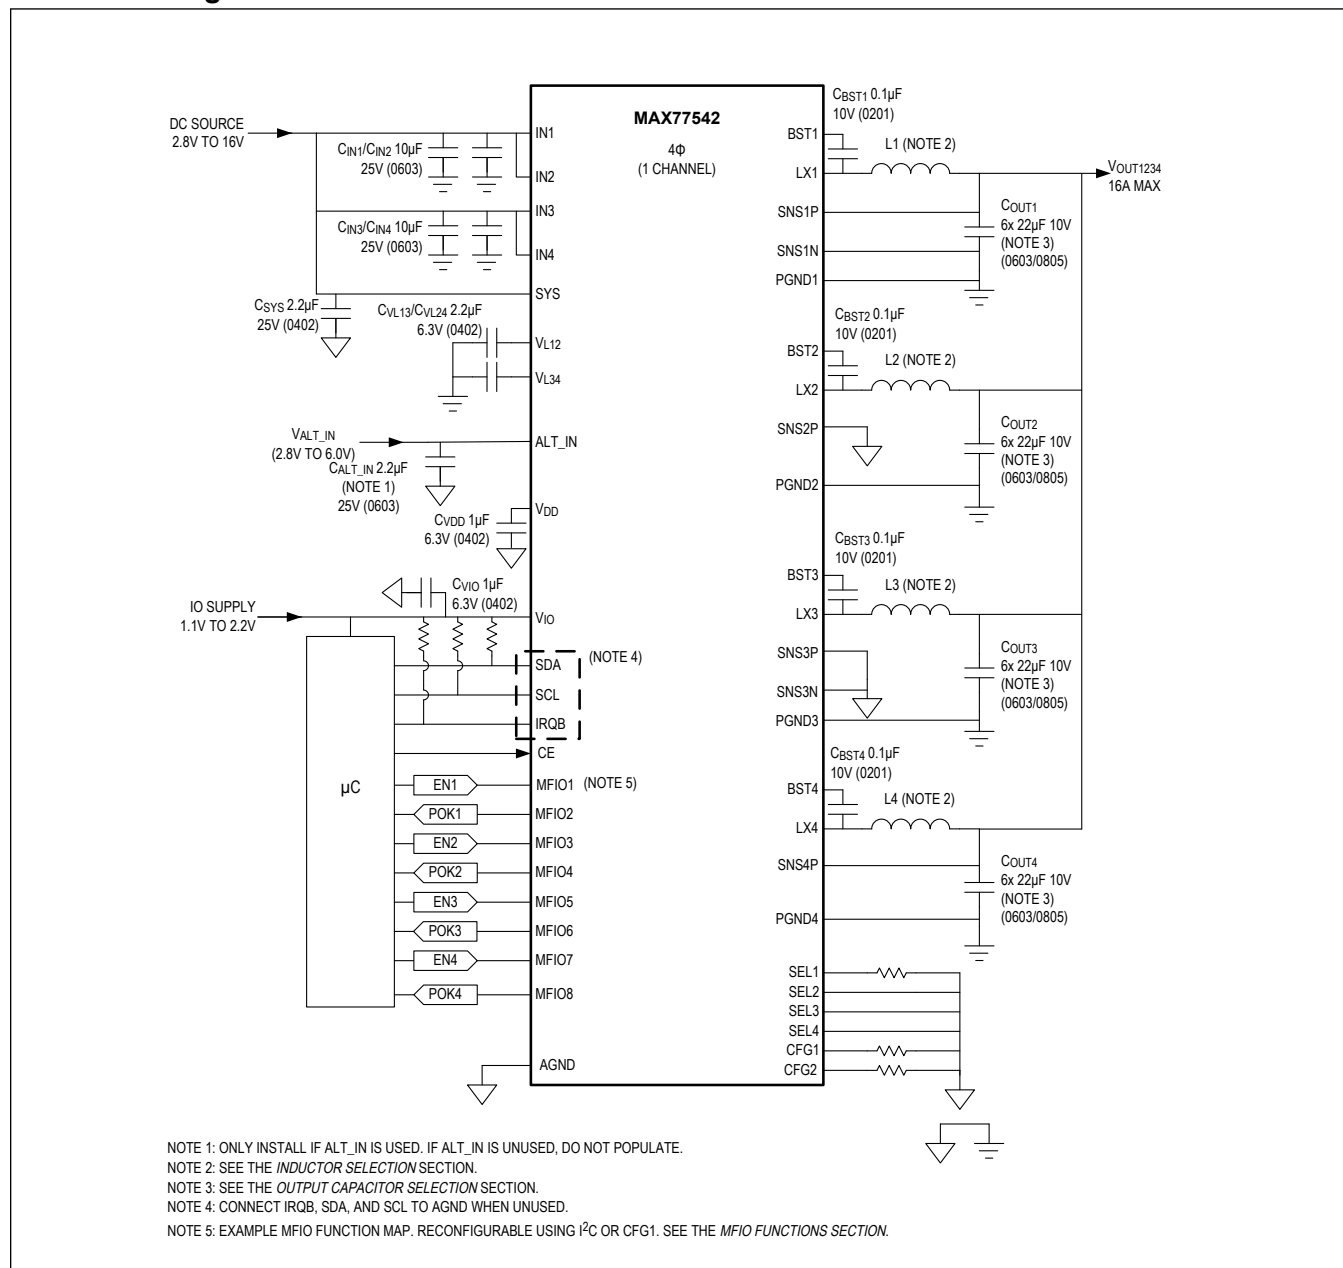 MAX77542
4Φ
(1 CHANNEL)
DC SOURCE
2.8V TO 16V
CIN1/CIN2 10µF
25V (0603)
CIN3/CIN4 10µF
25V (0603)
CSYS 2.2µF
25V (0402)
CVL13/CVL24 2.2µF
6.3V (0402)
VALT_IN
(2.8V TO 6.0V)
CALT_IN 2.2µF
(NOTE 1)
25V (0603)
CVDD 1µF
6.3V (0402)
CVIO 1µF
6.3V (0402)
IO SUPPLY
1.1V TO 2.2V
µC
EN1
POK1
EN2
POK2
EN3
POK3
EN4
POK4
IN1
IN2
IN3
IN4
SYS
VL12
VL34
ALT_IN
VDD
VIO
SDA
(NOTE 4)
SCL
IRQB
CE
MFIO1
(NOTE 5)
MFIO2
MFIO3
MFIO4
MFIO5
MFIO6
MFIO7
MFIO8
AGND
BST1
LX1
SNS1P
SNS1N
PGND1
BST2
LX2
SNS2P
PGND2
BST3
LX3
SNS3P
SNS3N
PGND3
BST4
LX4
SNS4P
PGND4
SEL1
SEL2
SEL3
SEL4
CFG1
CFG2
CBST1 0.1µF
10V (0201)
L1 (NOTE 2)
VOUT1234
16A MAX
COUT1
6x 22µF 10V
(NOTE 3)
(0603/0805)
CBST2 0.1µF
10V (0201)
L2 (NOTE 2)
COUT2
6x 22µF 10V
(NOTE 3)
(0603/0805)
CBST3 0.1µF
10V (0201)
L3 (NOTE 2)
COUT3
6x 22µF 10V
(NOTE 3)
(0603/0805)
CBST4 0.1µF
10V (0201)
L4 (NOTE 2)
COUT4
6x 22µF 10V
(NOTE 3)
(0603/0805)
NOTE 1: ONLY INSTALL IF ALT_IN IS USED. IF ALT_IN IS UNUSED, DO NOT POPULATE.
NOTE 2: SEE THE INDUCTOR SELECTION SECTION.
NOTE 3: SEE THE OUTPUT CAPACITOR SELECTION SECTION.
NOTE 4: CONNECT IRQB, SDA, AND SCL TO AGND WHEN UNUSED.
NOTE 5: EXAMPLE MFIO FUNCTION MAP. RECONFIGURABLE USING I2C OR CFG1. SEE THE MFIO FUNCTIONS SECTION.